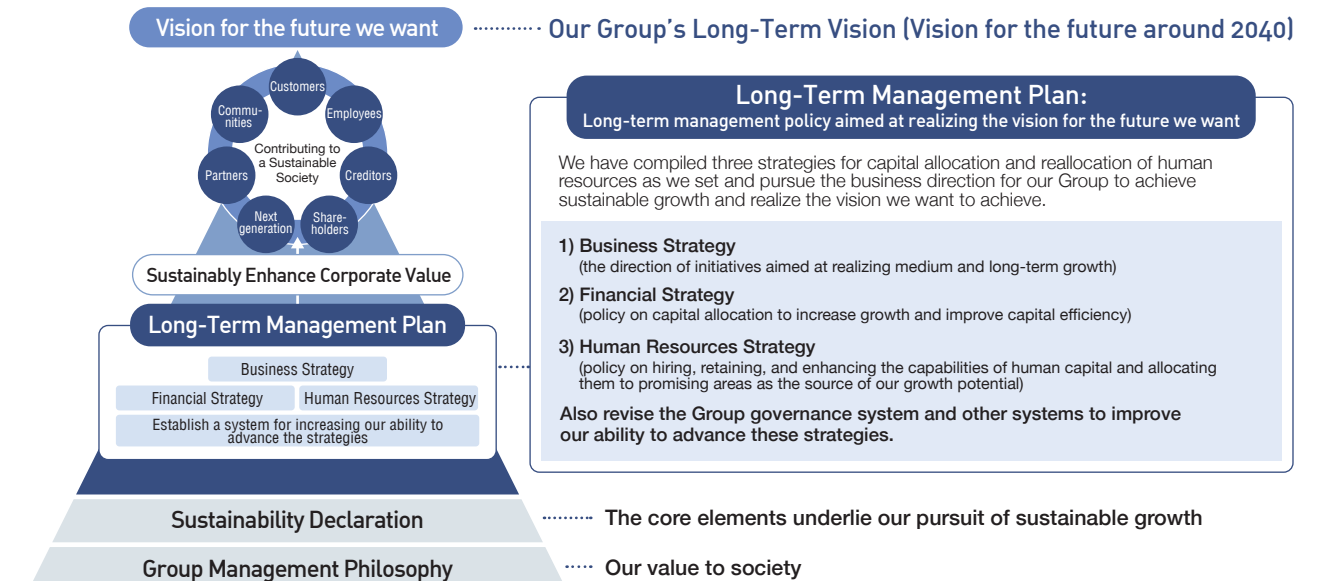 Vision for the future we want
Our Group's Long-Term Vision (Vision for the future around 2040)
Customers
Commu-
nities
Employees
Contributing to
a Sustainable
Society
Partners
Creditors
Next
generation
Share-
holders
Sustainably Enhance Corporate Value
Long-Term Management Plan
Business Strategy
Financial Strategy
Human Resources Strategy
Establish a system for increasing our ability to
advance the strategies
Long-Term Management Plan:
Long-term management policy aimed at realizing the vision for the future we want
We have compiled three strategies for capital allocation and reallocation of human
resources as we set and pursue the business direction for our Group to achieve
sustainable growth and realize the vision we want to achieve.
1) Business Strategy
(the direction of initiatives aimed at realizing medium and long-term growth)
2) Financial Strategy
(policy on capital allocation to increase growth and improve capital efficiency)
3) Human Resources Strategy
(policy on hiring, retaining, and enhancing the capabilities of human capital and allocating
them to promising areas as the source of our growth potential)
Also revise the Group governance system and other systems to improve
our ability to advance these strategies.
Sustainability Declaration
The core elements underlie our pursuit of sustainable growth
Group Management Philosophy
Our value to society